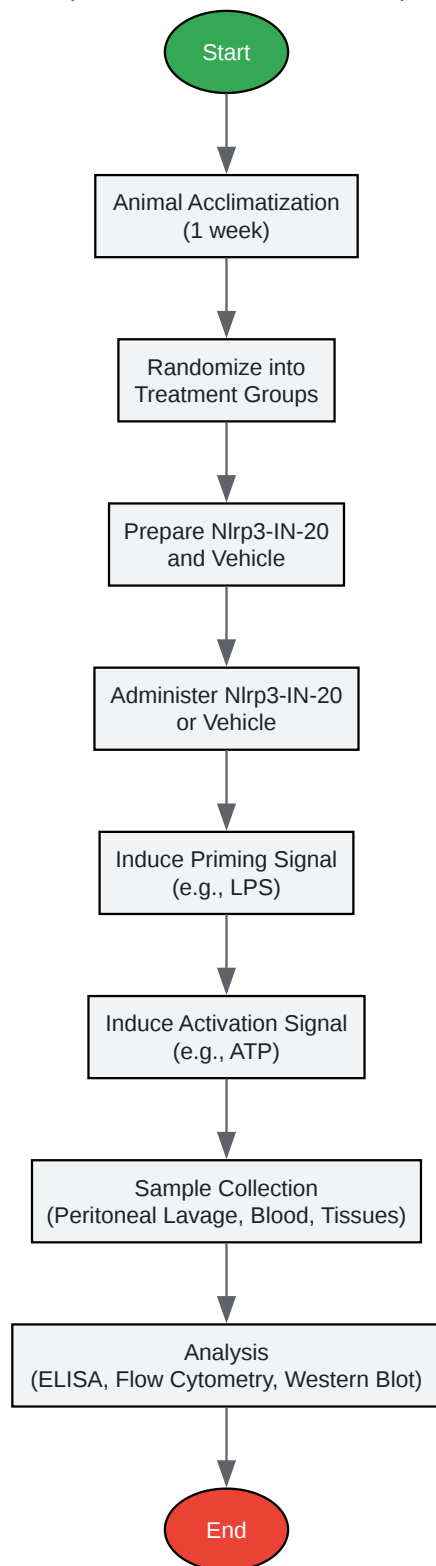 Start
Animal Acclimatization
(1 week)
Randomize into
Treatment Groups
Prepare Nlrp3-IN-20
and Vehicle
Administer Nlrp3-IN-20
or Vehicle
Induce Priming Signal
(e.g., LPS)
Induce Activation Signal
(e.g., ATP)
Sample Collection
(Peritoneal Lavage, Blood, Tissues)
Analysis
(ELISA, Flow Cytometry, Western Blot)
End